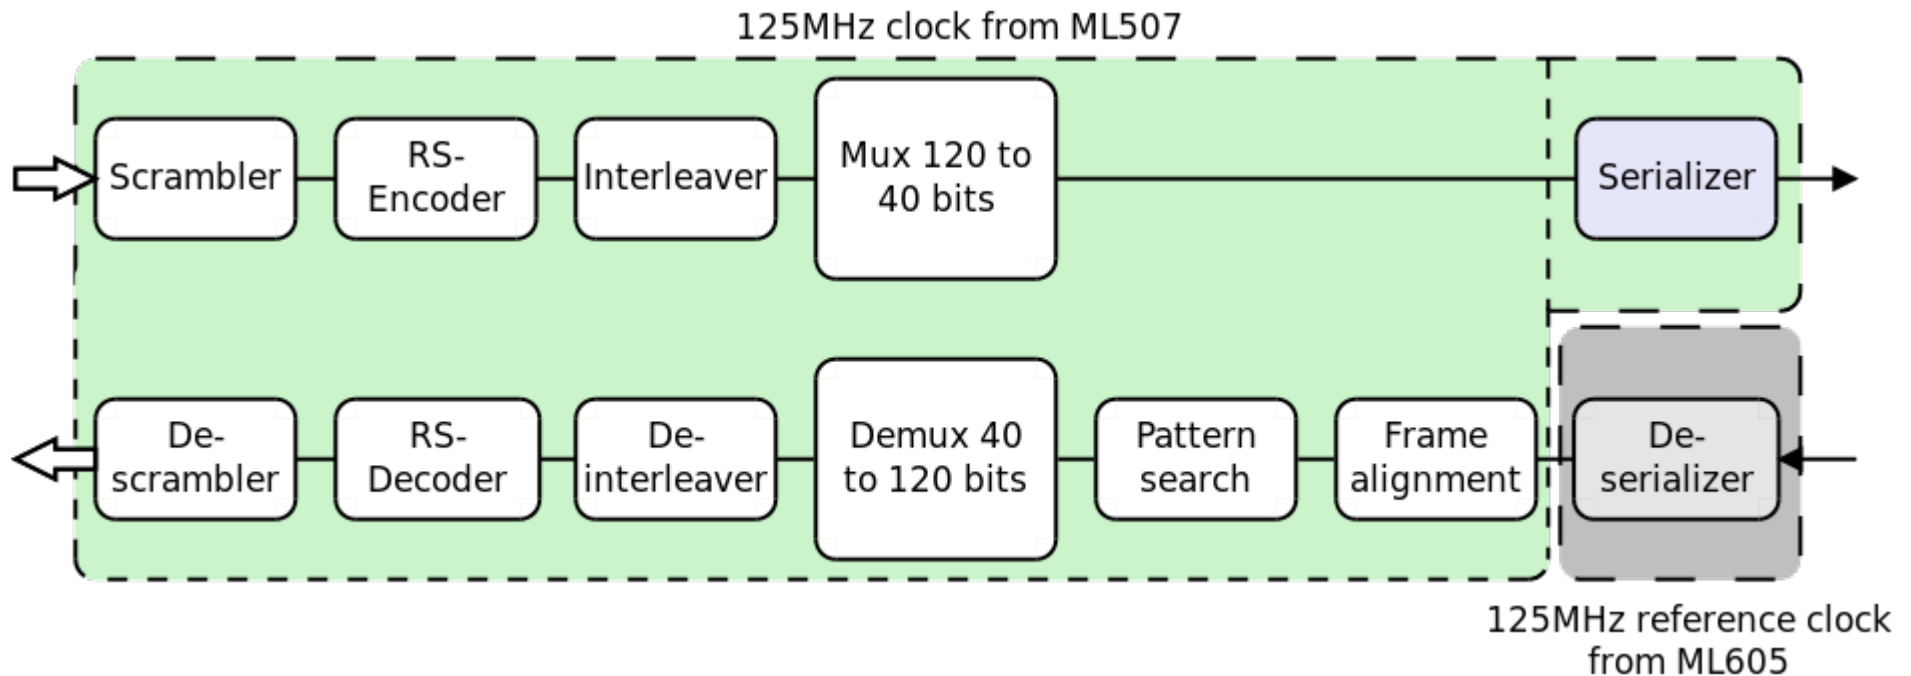 125MHz clock from ML507
Scrambler
RS-
Encoder
Interleaver
Mux 120 to
40 bits
Serializer
De-
scrambler
RS-
Decoder
De-
interleaver
Demux 40
to 120 bits
Pattern
search
Frame
alignment
De-
serializer
125MHz reference clock
from ML605